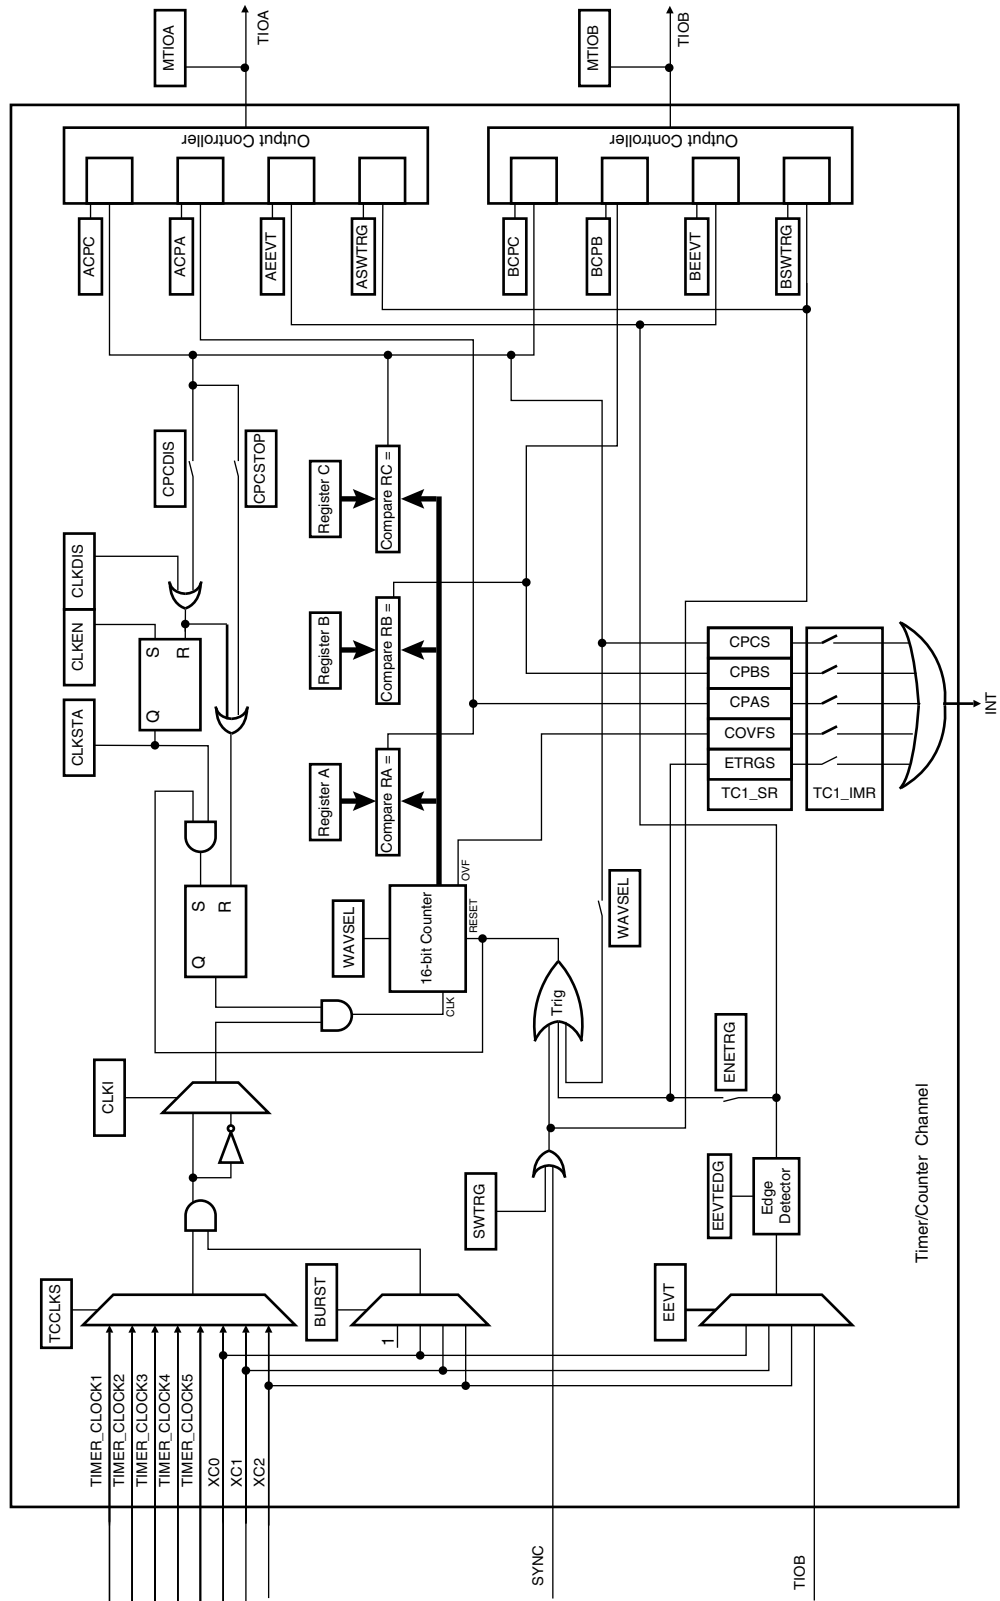 MTIOA
TIOA
MTIOB
TIOB
Output Controller
Output Controller
ACPC
ACPA
AEEVT
ASWTRG
BCPC
BCPB
BEEVT
BSWTRG
CPCDIS
CPCSTOP
CLKDIS
CLKEN
CLKSTA
S
R
Q
Register C
Compare RC =
Register B
Compare RB =
Register A
Compare RA =
CPCS
CPBS
CPAS
COVFS
ETRGS
TC1_SR
TC1_IMR
INT
S
R
Q
WAVSEL
16-bit Counter
OVF
RESET
CLK
WAVSEL
Trig
ENETRG
CLKI
SWTRG
EEVTEDG
Edge
Detector
Timer/Counter Channel
TCCLKS
BURST
EEVT
1
TIMER_CLOCK1
TIMER_CLOCK2
TIMER_CLOCK3
TIMER_CLOCK4
TIMER_CLOCK5
XC0
XC1
XC2
SYNC
TIOB